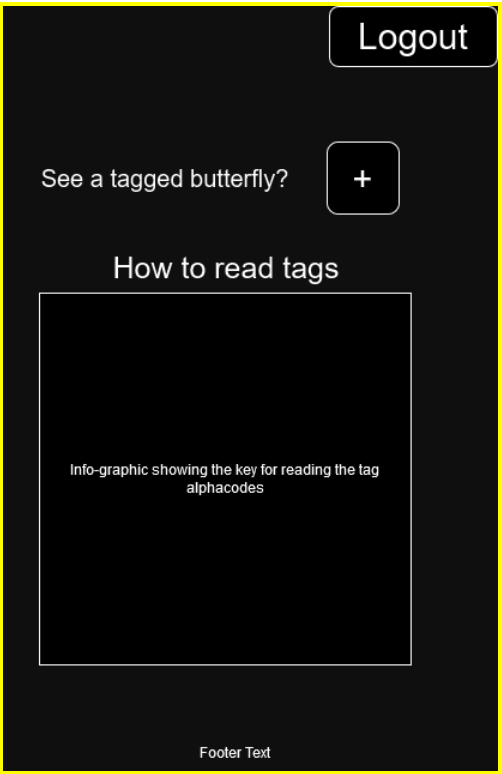 Logout
See a tagged butterfly?
+
How to read tags
Info-graphic showing the key for reading the tag
alphacodes
Footer Text